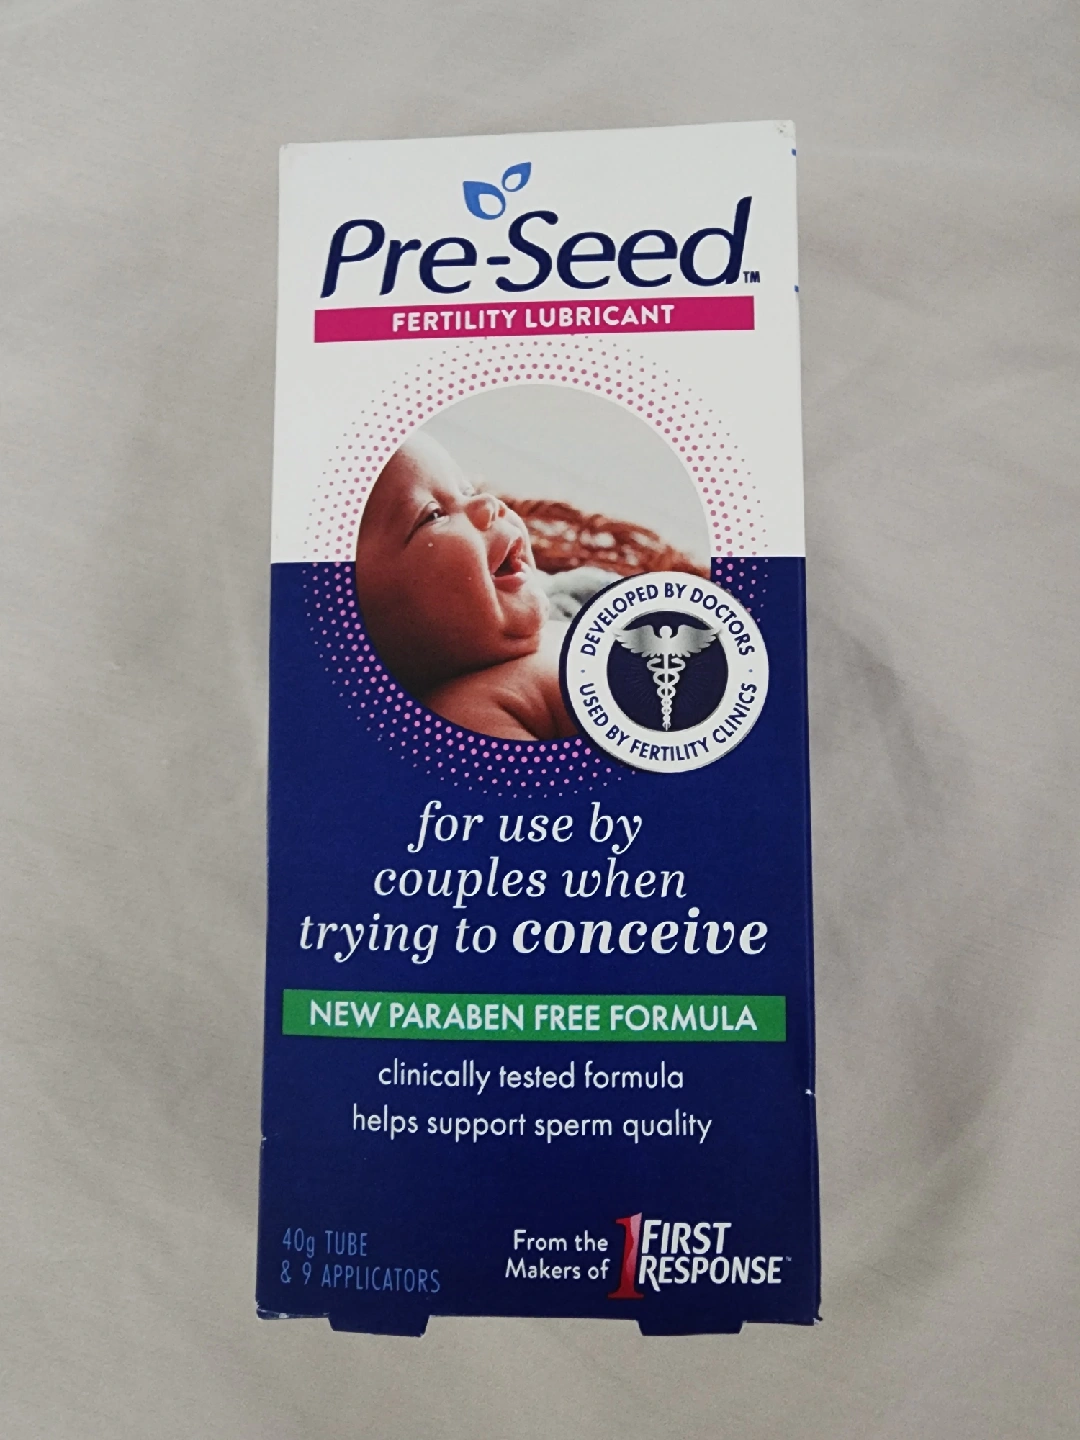 Pre-Seed™
FERTILITY LUBRICANT
DEVELOPED BY DOCTORS
· USED BY FERTILITY CLINICS ·
for use by
couples when
trying to conceive
NEW PARABEN FREE FORMULA
clinically tested formula
helps support sperm quality
40g TUBE
& 9 APPLICATORS
From the
Makers of
1 FIRST
RESPONSE™